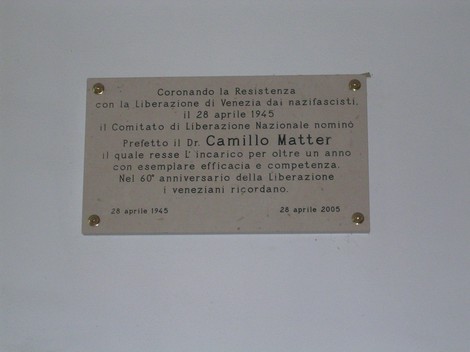 Coronando la Resistenza
con la Liberazione di Venezia dai nazifascisti,
il 28 aprile 1945
il Comitato di Liberazione Nazionale nominò
Prefetto il Dr. Camillo Matter
il quale resse L' incarico per oltre un anno
con esemplare efficacia e competenza.
Nel 60° anniversario della Liberazione
i veneziani ricordano.
28 aprile 1945 28 aprile 2005